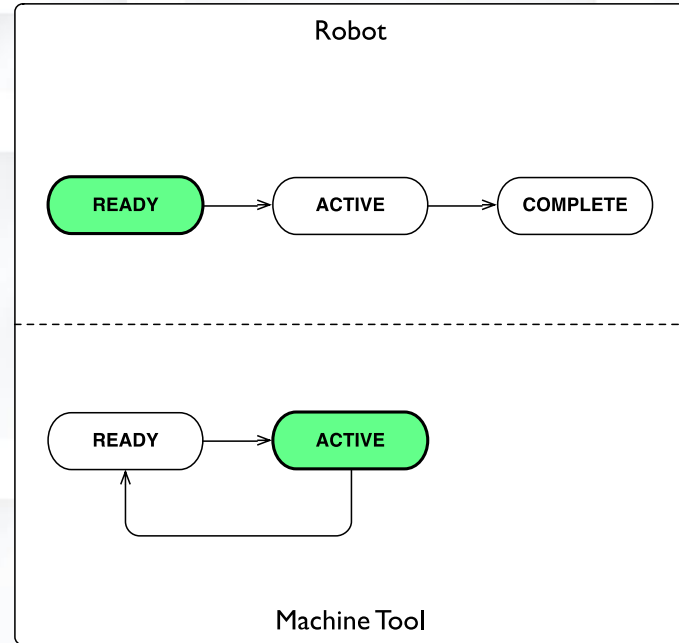 Robot
READY
ACTIVE
COMPLETE
READY
ACTIVE
Machine Tool